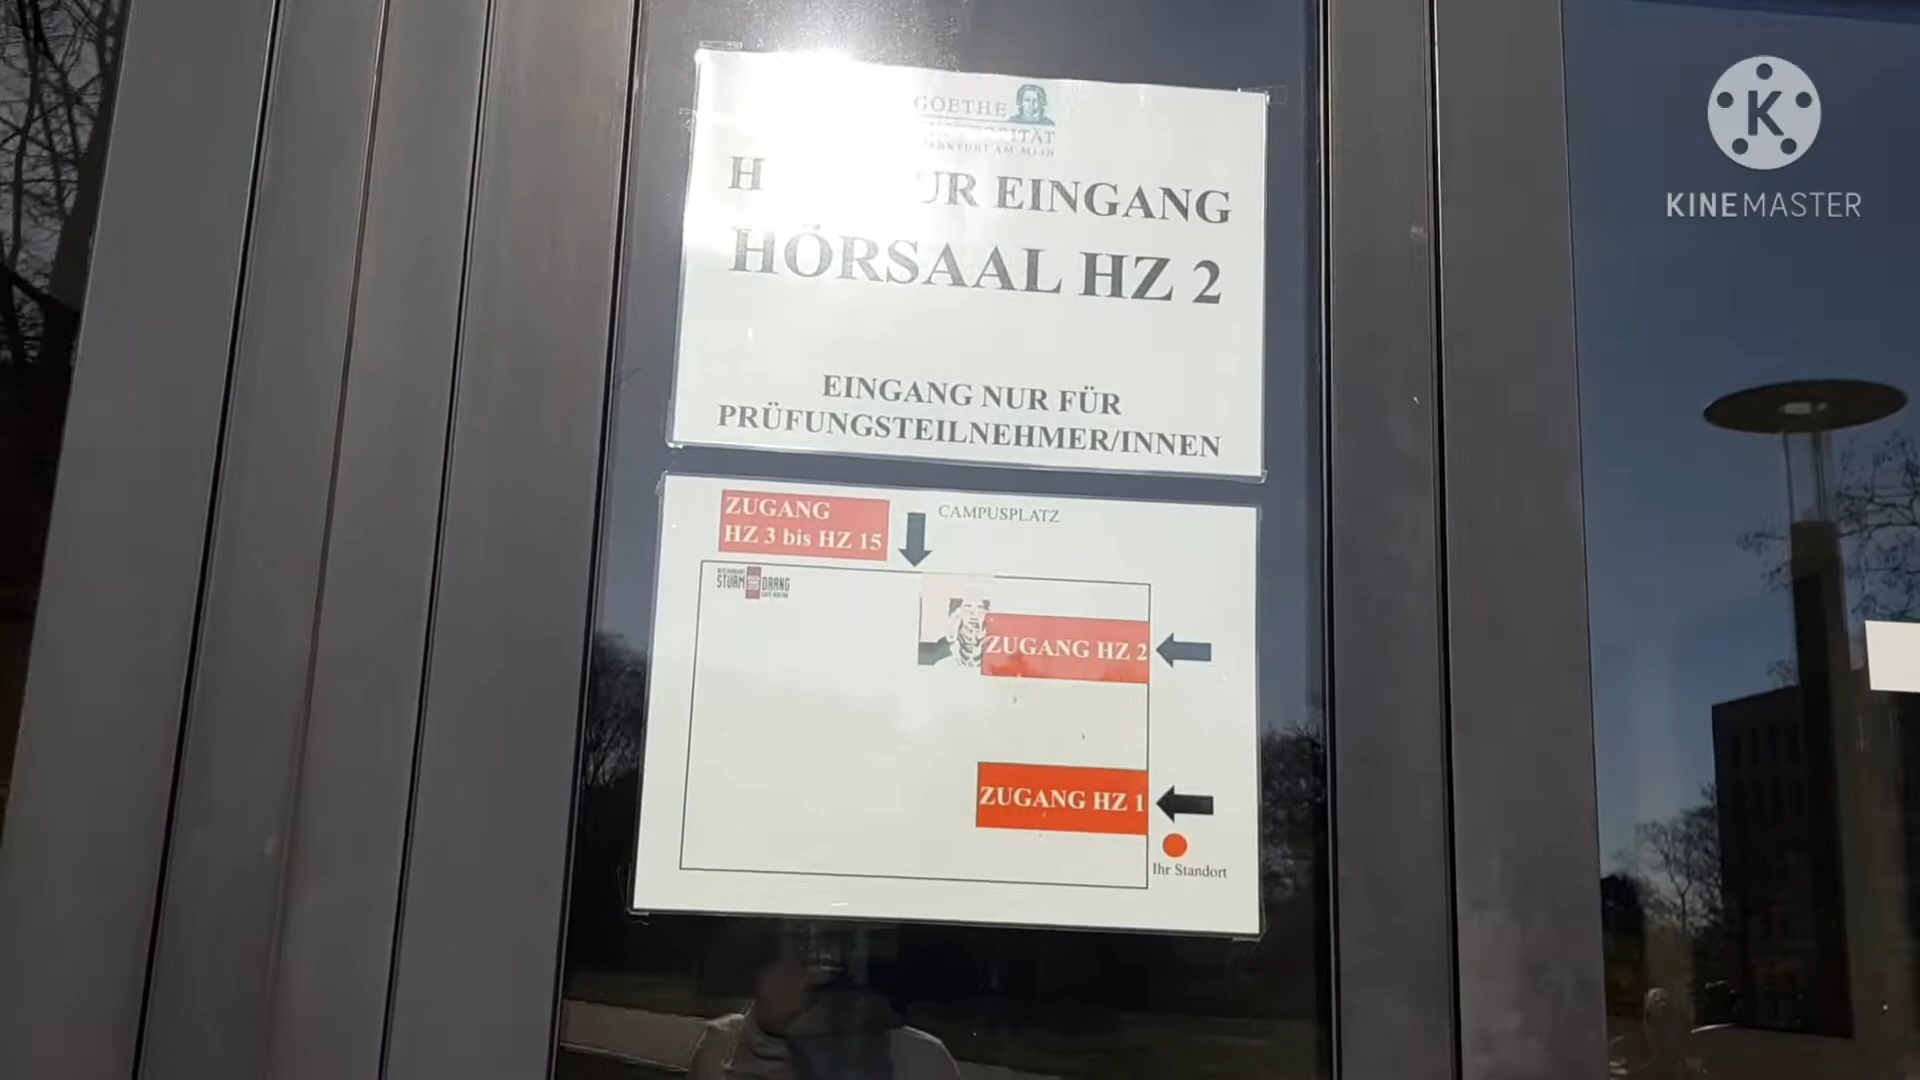 GOETHE
FRANKFURT AM MAIN
EINGANG
HÖRSAAL HZ 2
EINGANG NUR FÜR
PRÜFUNGSTEILNEHMER/INNEN
ZUGANG
HZ 3 bis HZ 15
CAMPUSPLATZ
STURM DRANG
ZUGANG HZ 2
ZUGANG HZ 1
Ihr Standort
K
KINEMASTER